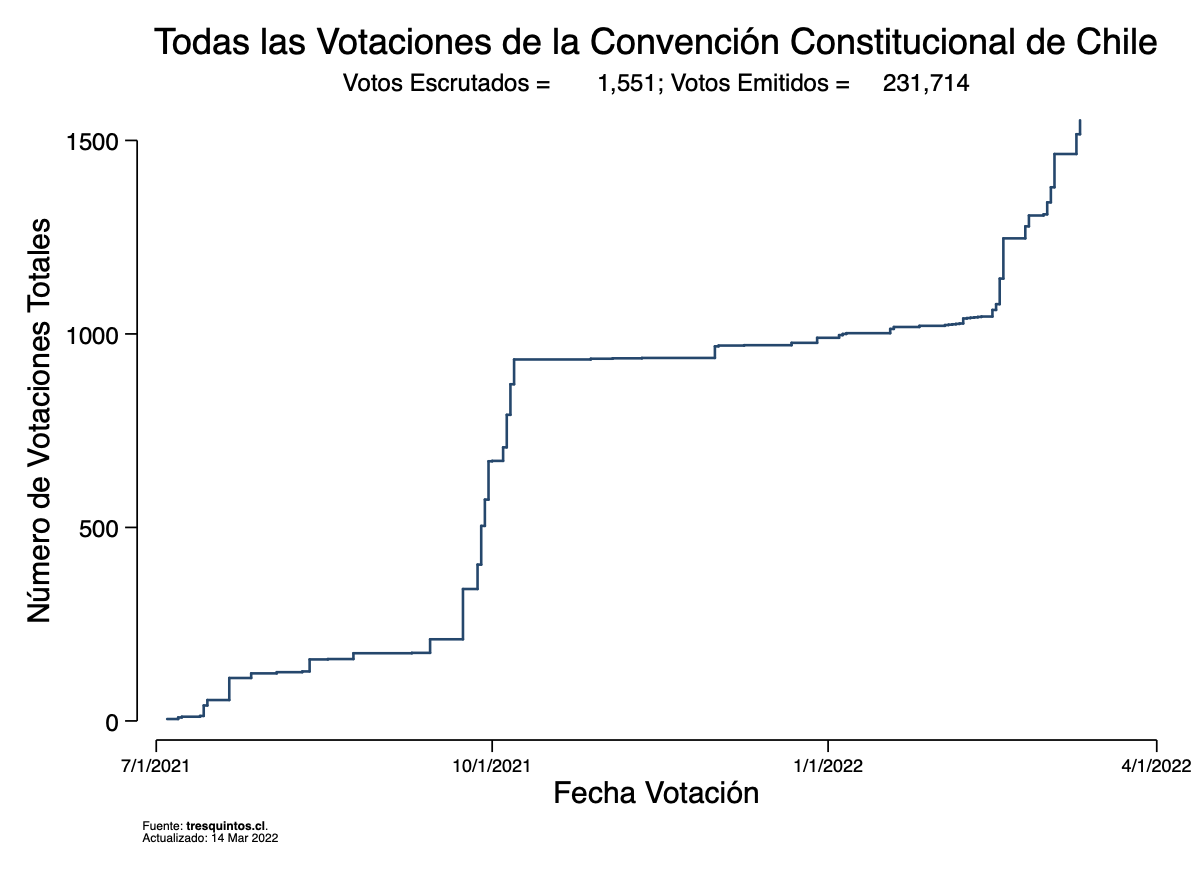 Todas las Votaciones de la Convención Constitucional de Chile
Votos Escrutados = 1,551; Votos Emitidos = 231,714
Número de Votaciones Totales
1500
1000
500
0
7/1/2021
10/1/2021
1/1/2022
4/1/2022
Fecha Votación
Fuente: tresquintos.cl.
Actualizado: 14 Mar 2022